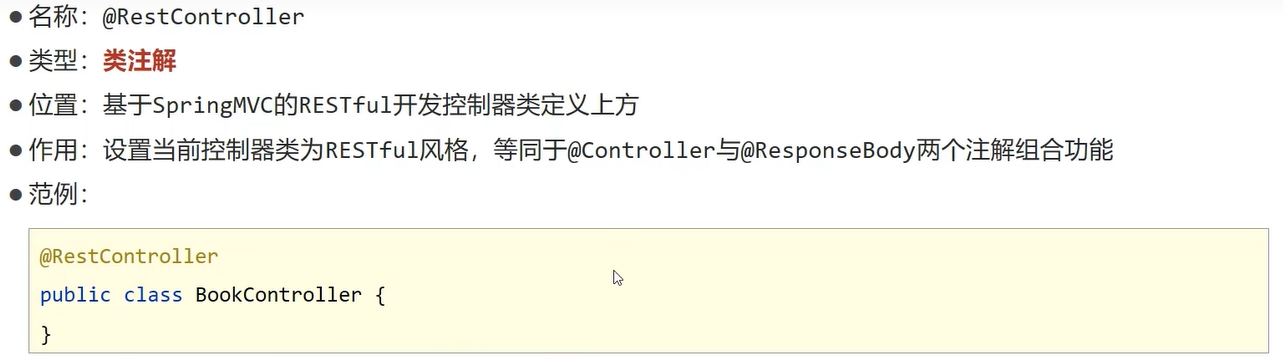 ● 名称：@RestController
● 类型：类注解
● 位置：基于SpringMVC的RESTful开发控制器类定义上方
● 作用：设置当前控制器类为RESTful风格，等同于@Controller与@ResponseBody两个注解组合功能
● 范例：
@RestController
public class BookController {
}